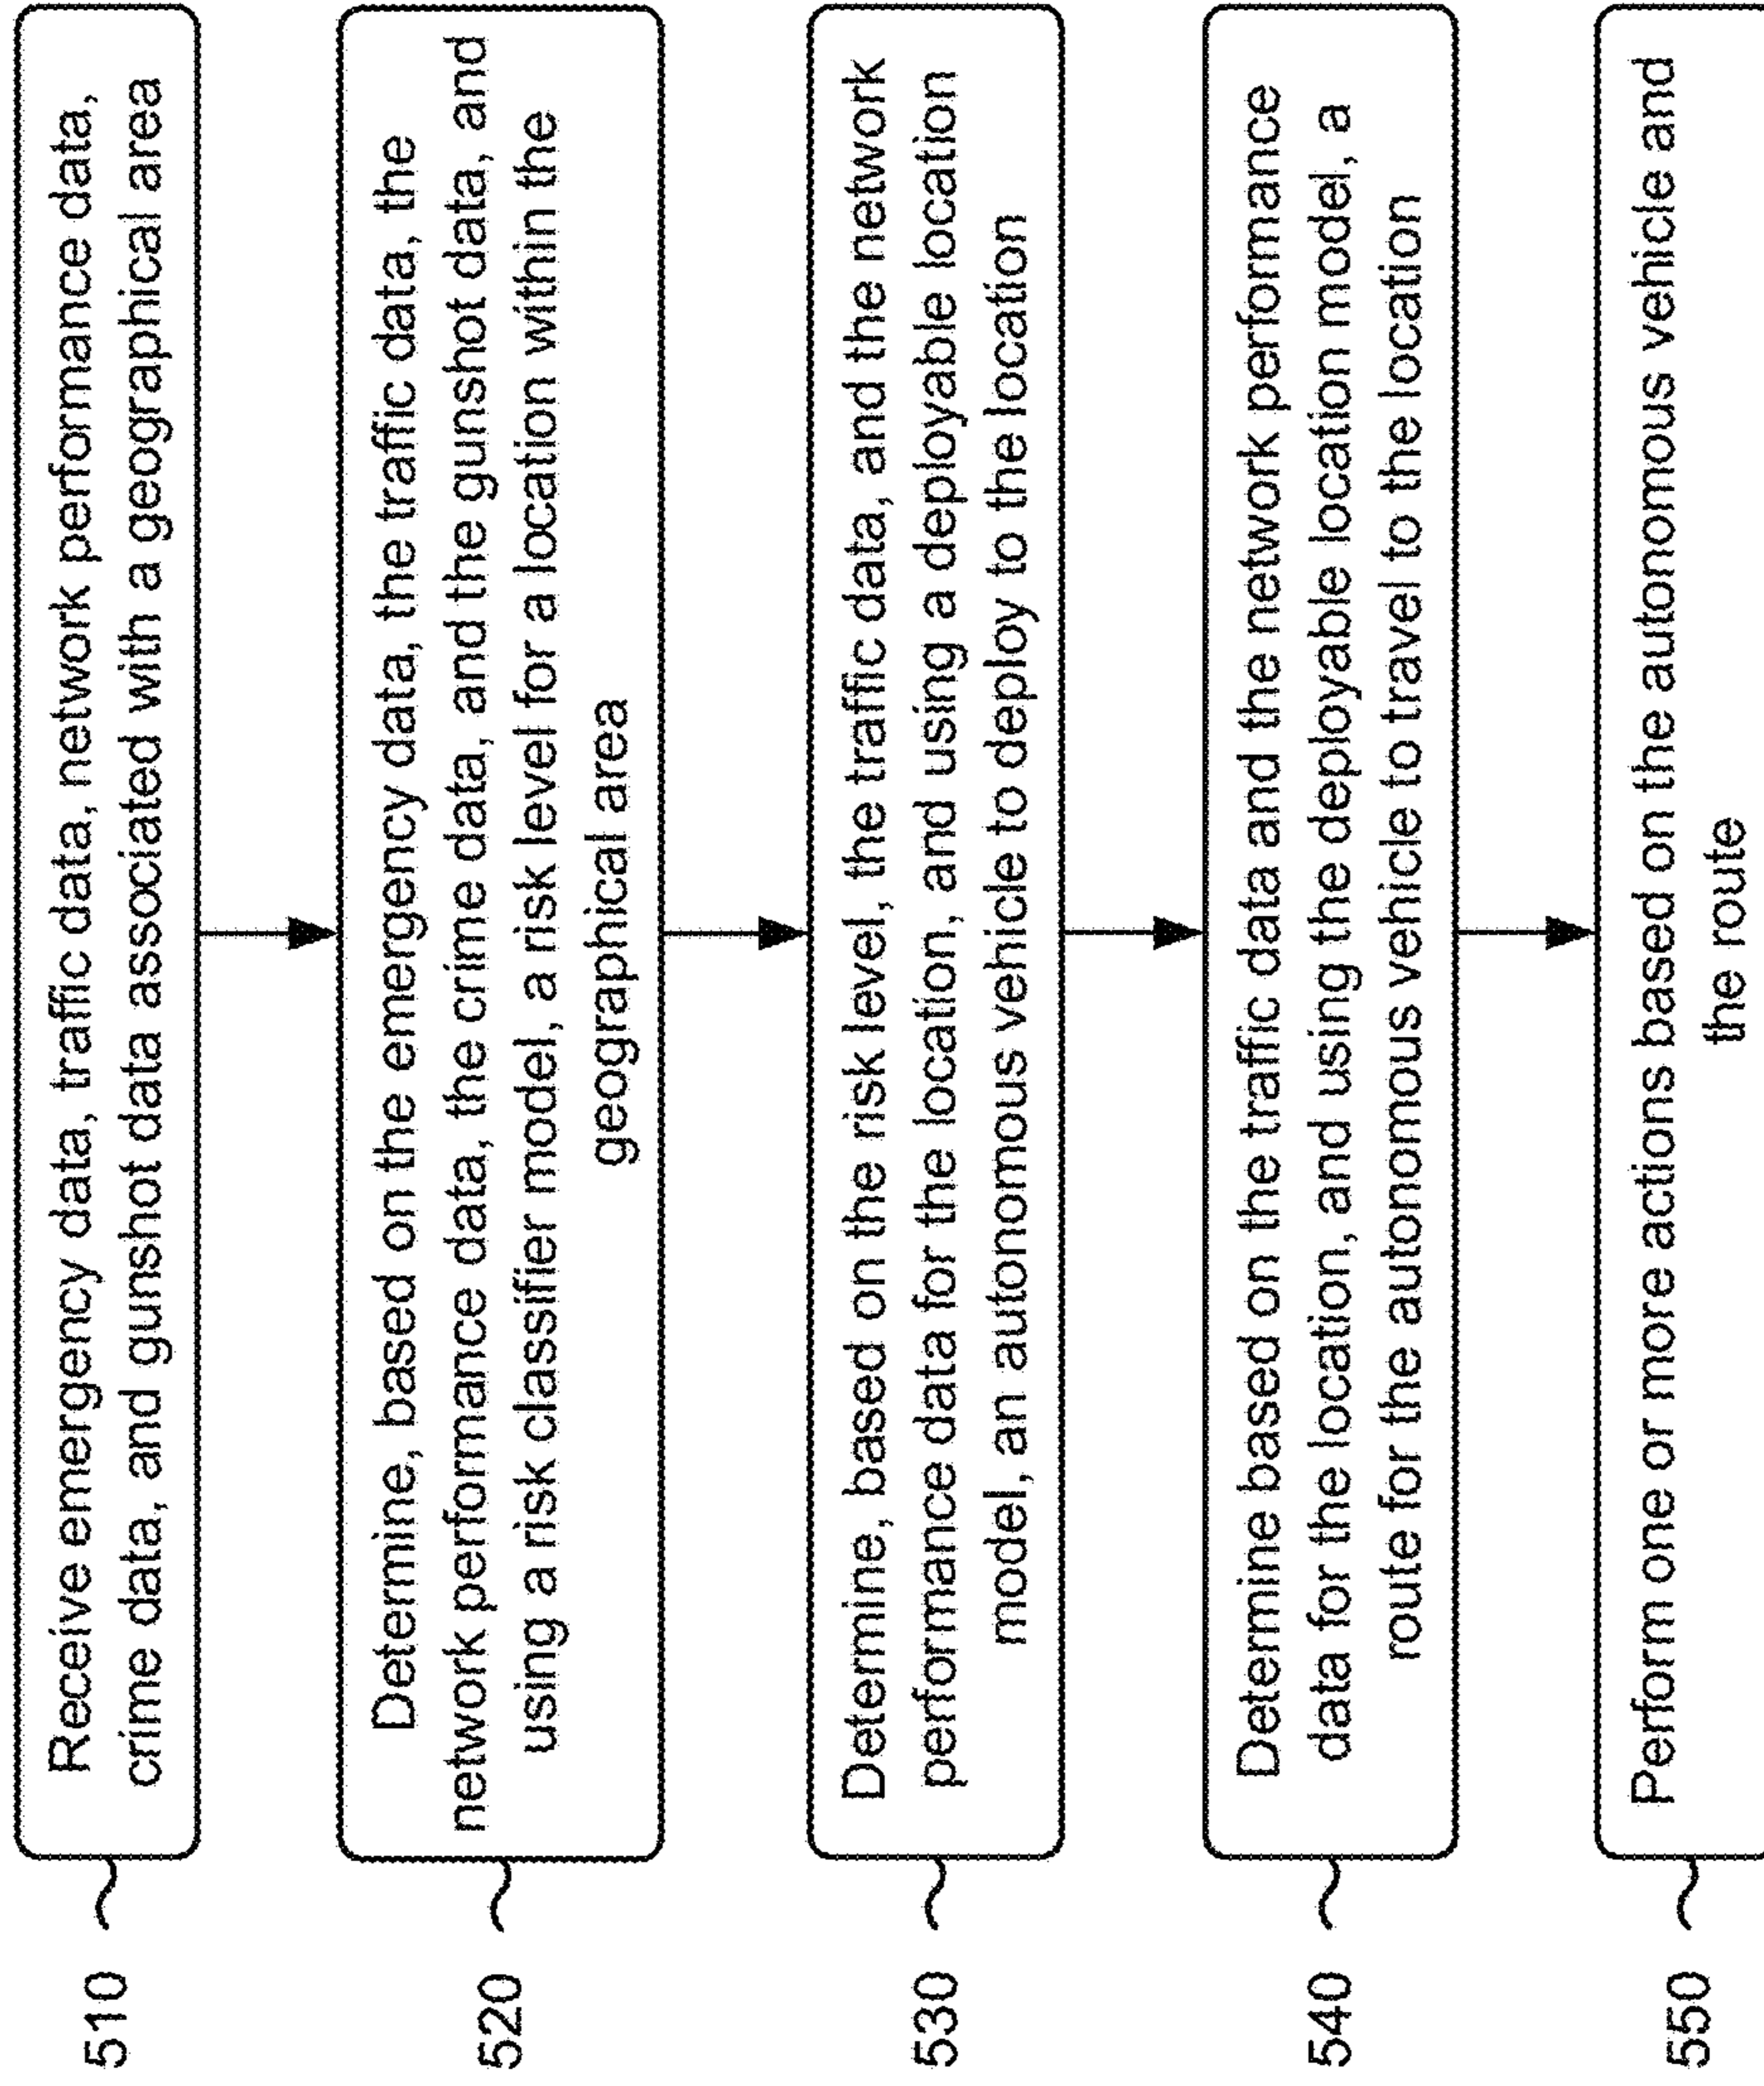 510
Receive emergency data, traffic data, network performance data,
crime data, and gunshot data associated with a geographical area
520
Determine, based on the emergency data, the traffic data, the
network performance data, the crime data, and the gunshot data, and
using a risk classifier model, a risk level for a location within the
geographical area
530
Determine, based on the risk level, the traffic data, and the network
performance data for the location, and using a deployable location
model, an autonomous vehicle to deploy to the location
540
Determine based on the traffic data and the network performance
data for the location, and using the deployable location model, a
route for the autonomous vehicle to travel to the location
550
Perform one or more actions based on the autonomous vehicle and
the route